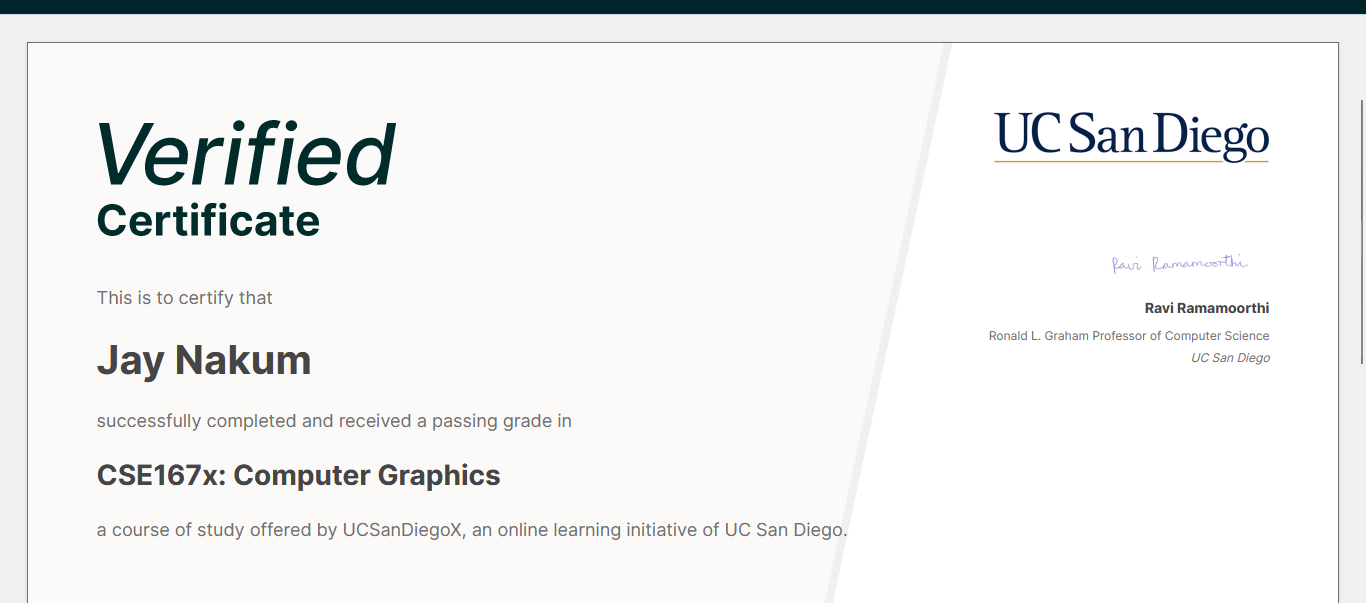 Verified
Certificate
This is to certify that
Jay Nakum
successfully completed and received a passing grade in
CSE167x: Computer Graphics
a course of study offered by UCSanDiegoX, an online learning initiative of UC San Diego.
UC San Diego
Ravi Ramamoorthi
Ravi Ramamoorthi
Ronald L. Graham Professor of Computer Science
UC San Diego